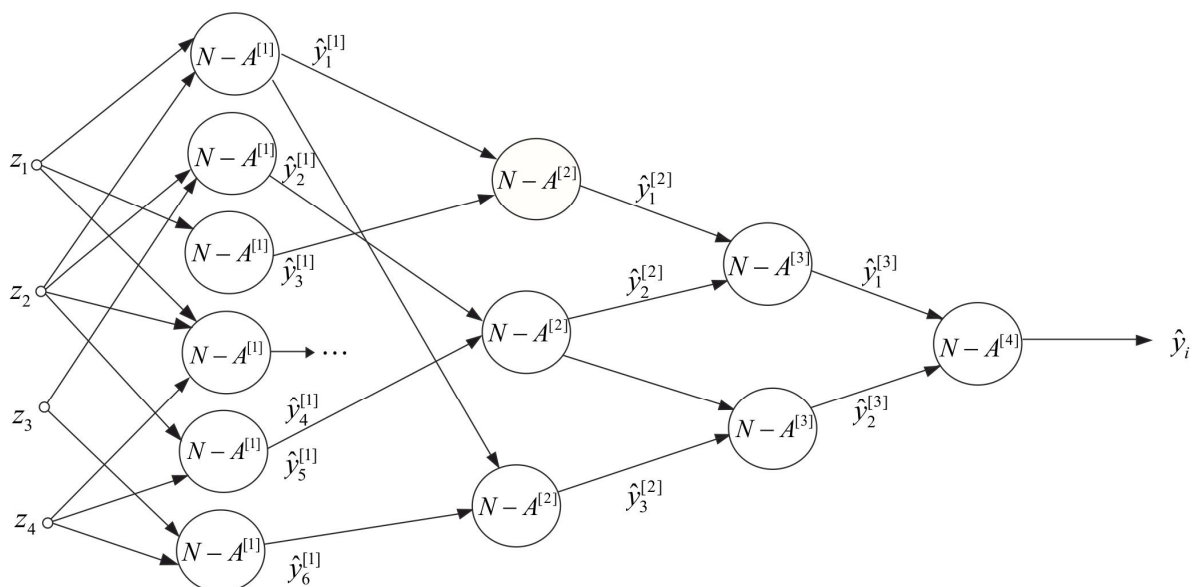 z_1
z_2
z_3
z_4
N − A^{[1]}
N − A^{[1]}
N − A^{[1]}
N − A^{[1]}
N − A^{[1]}
N − A^{[1]}
ŷ_1^{[1]}
ŷ_2^{[1]}
ŷ_3^{[1]}
...
ŷ_4^{[1]}
ŷ_5^{[1]}
ŷ_6^{[1]}
N − A^{[2]}
N − A^{[2]}
N − A^{[2]}
ŷ_1^{[2]}
ŷ_2^{[2]}
ŷ_3^{[2]}
N − A^{[3]}
N − A^{[3]}
ŷ_1^{[3]}
ŷ_2^{[3]}
N − A^{[4]}
ŷ_i